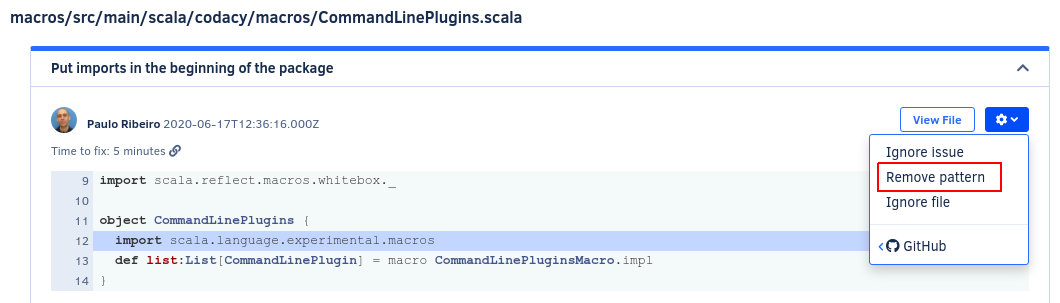 macros/src/main/scala/codacy/macros/CommandLinePlugins.scala
Put imports in the beginning of the package
Paulo Ribeiro 2020-06-17T12:36:16.000Z
View File
Time to fix: 5 minutes
Ignore issue
Remove pattern
Ignore file
GitHub
9 import scala.reflect.macros.whitebox._
10
11 object CommandLinePlugins {
12 import scala.language.experimental.macros
13 def list:List[CommandLinePlugin] = macro CommandLinePluginsMacro.impl
14 }